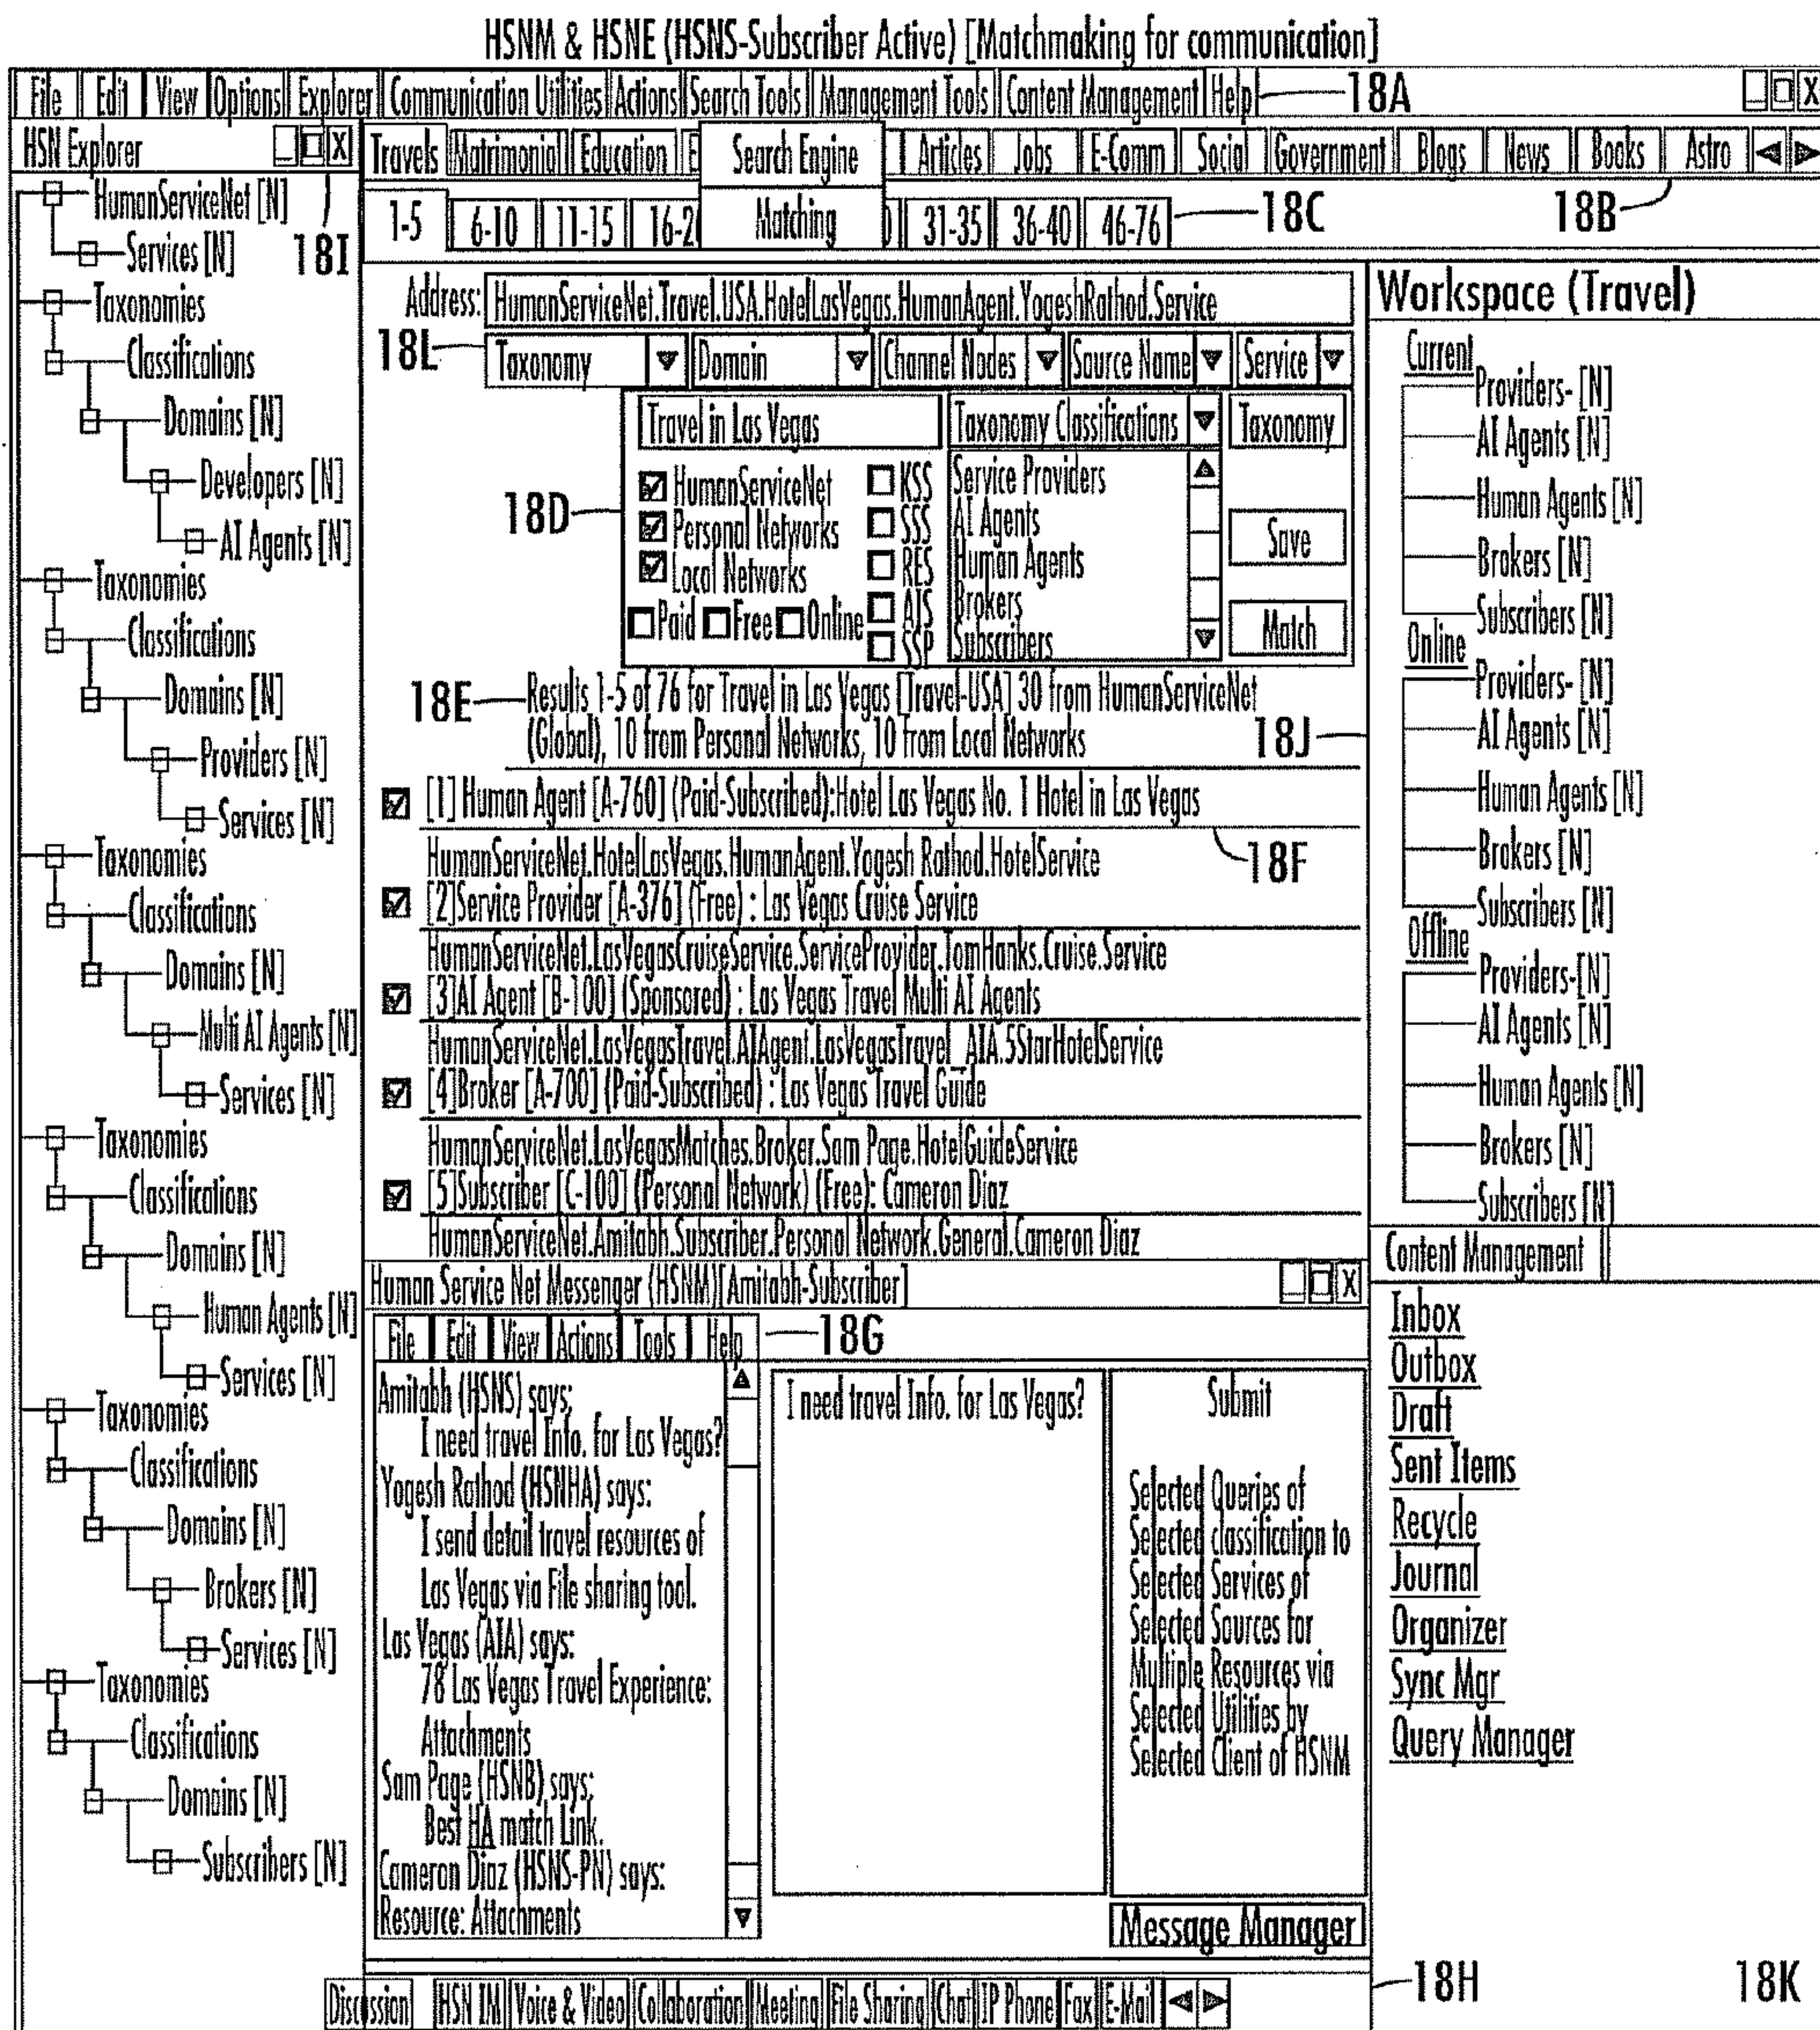 HSNM & HSNE (HSNS-Subscriber Active) [Matchmaking for communication]
File Edit View Options Explorer Communication Utilities Actions Search Tools Management Tools Content Management Help 18A
HSN Explorer X
Travels Matrimonial Education E Search Engine Articles Jobs E-Comm Social Government Blogs News Books Astro
1-5 6-10 11-15 16-2 Matching 31-35 36-40 46-76 18C 18B
HumanServiceNet [N]
Services [N] 18I
Taxonomies
Classifications
Domains [N]
Developers [N]
AI Agents [N]
Taxonomies
Classifications
Domains [N]
Providers [N]
Services [N]
Taxonomies
Classifications
Domains [N]
Multi AI Agents [N]
Services [N]
Taxonomies
Classifications
Domains [N]
Human Agents [N]
Services [N]
Taxonomies
Classifications
Domains [N]
Brokers [N]
Services [N]
Taxonomies
Classifications
Domains [N]
Subscribers [N]
Address: HumanServiceNet.Travel.USA.HotelLasVegas.HumanAgent.YogeshRathod.Service
18L Taxonomy Domain Channel Nodes Source Name Service
Travel in Las Vegas Taxonomy Classifications Taxonomy
18D
HumanServiceNet KSS Service Providers
Personal Networks SSS AI Agents Save
Local Networks RES Human Agents
Paid Free Online AIS Brokers Match
SSP Subscribers
18E Results 1-5 of 76 for Travel in Las Vegas [Travel-USA] 30 from HumanServiceNet
(Global), 10 from Personal Networks, 10 from Local Networks 18J
[1] Human Agent [A-760] (Paid-Subscribed):Hotel Las Vegas No. 1 Hotel in Las Vegas
HumanServiceNet.HotelLasVegas.HumanAgent.Yogesh Rathod.HotelService 18F
[2]Service Provider [A-376] (Free) : Las Vegas Cruise Service
HumanServiceNet.LasVegasCruiseService.ServiceProvider.TomHanks.Cruise.Service
[3]AI Agent [B-100] (Sponsored) : Las Vegas Travel Multi AI Agents
HumanServiceNet.LasVegasTravel.AIAgent.LasVegasTravel_AIA.5StarHotelService
[4]Broker [A-700] (Paid-Subscribed) : Las Vegas Travel Guide
HumanServiceNet.LasVegasMatches.Broker.Sam Page.HotelGuideService
[5]Subscriber [C-100] (Personal Network) (Free): Cameron Diaz
HumanServiceNet.Amitabh.Subscriber.Personal Network.General.Cameron Diaz
Human Service Net Messenger (HSNM)[Amitabh-Subscriber] X
File Edit View Actions Tools Help 18G
Amitabh (HSNS) says;
I need travel Info. for Las Vegas?
Yogesh Rathod (HSNHA) says:
I send detail travel resources of
Las Vegas via File sharing tool.
Las Vegas (AIA) says:
78 Las Vegas Travel Experience:
Attachments
Sam Page (HSNB) says;
Best HA match Link.
Cameron Diaz (HSNS-PN) says:
Resource: Attachments
I need travel Info. for Las Vegas?
Submit
Selected Queries of
Selected classification to
Selected Services of
Selected Sources for
Multiple Resources via
Selected Utilities by
Selected Client of HSNM
Message Manager
Workspace (Travel)
Current
Providers- [N]
AI Agents [N]
Human Agents [N]
Brokers [N]
Subscribers [N]
Online
Providers- [N]
AI Agents [N]
Human Agents [N]
Brokers [N]
Subscribers [N]
Offline
Providers-[N]
AI Agents [N]
Human Agents [N]
Brokers [N]
Subscribers [N]
Content Management
Inbox
Outbox
Draft
Sent Items
Recycle
Journal
Organizer
Sync Mgr
Query Manager
18H 18K
Discussion HSN IM Voice & Video Collaboration Meeting File Sharing Chat IP Phone Fax E-Mail